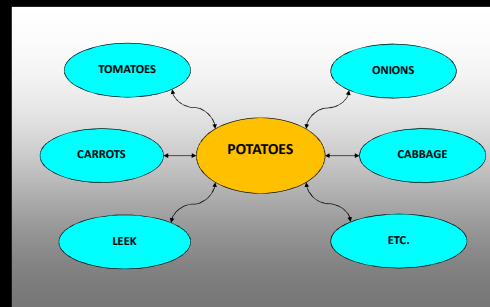 TOMATOES
ONIONS
POTATOES
CARROTS
CABBAGE
LEEK
ETC.